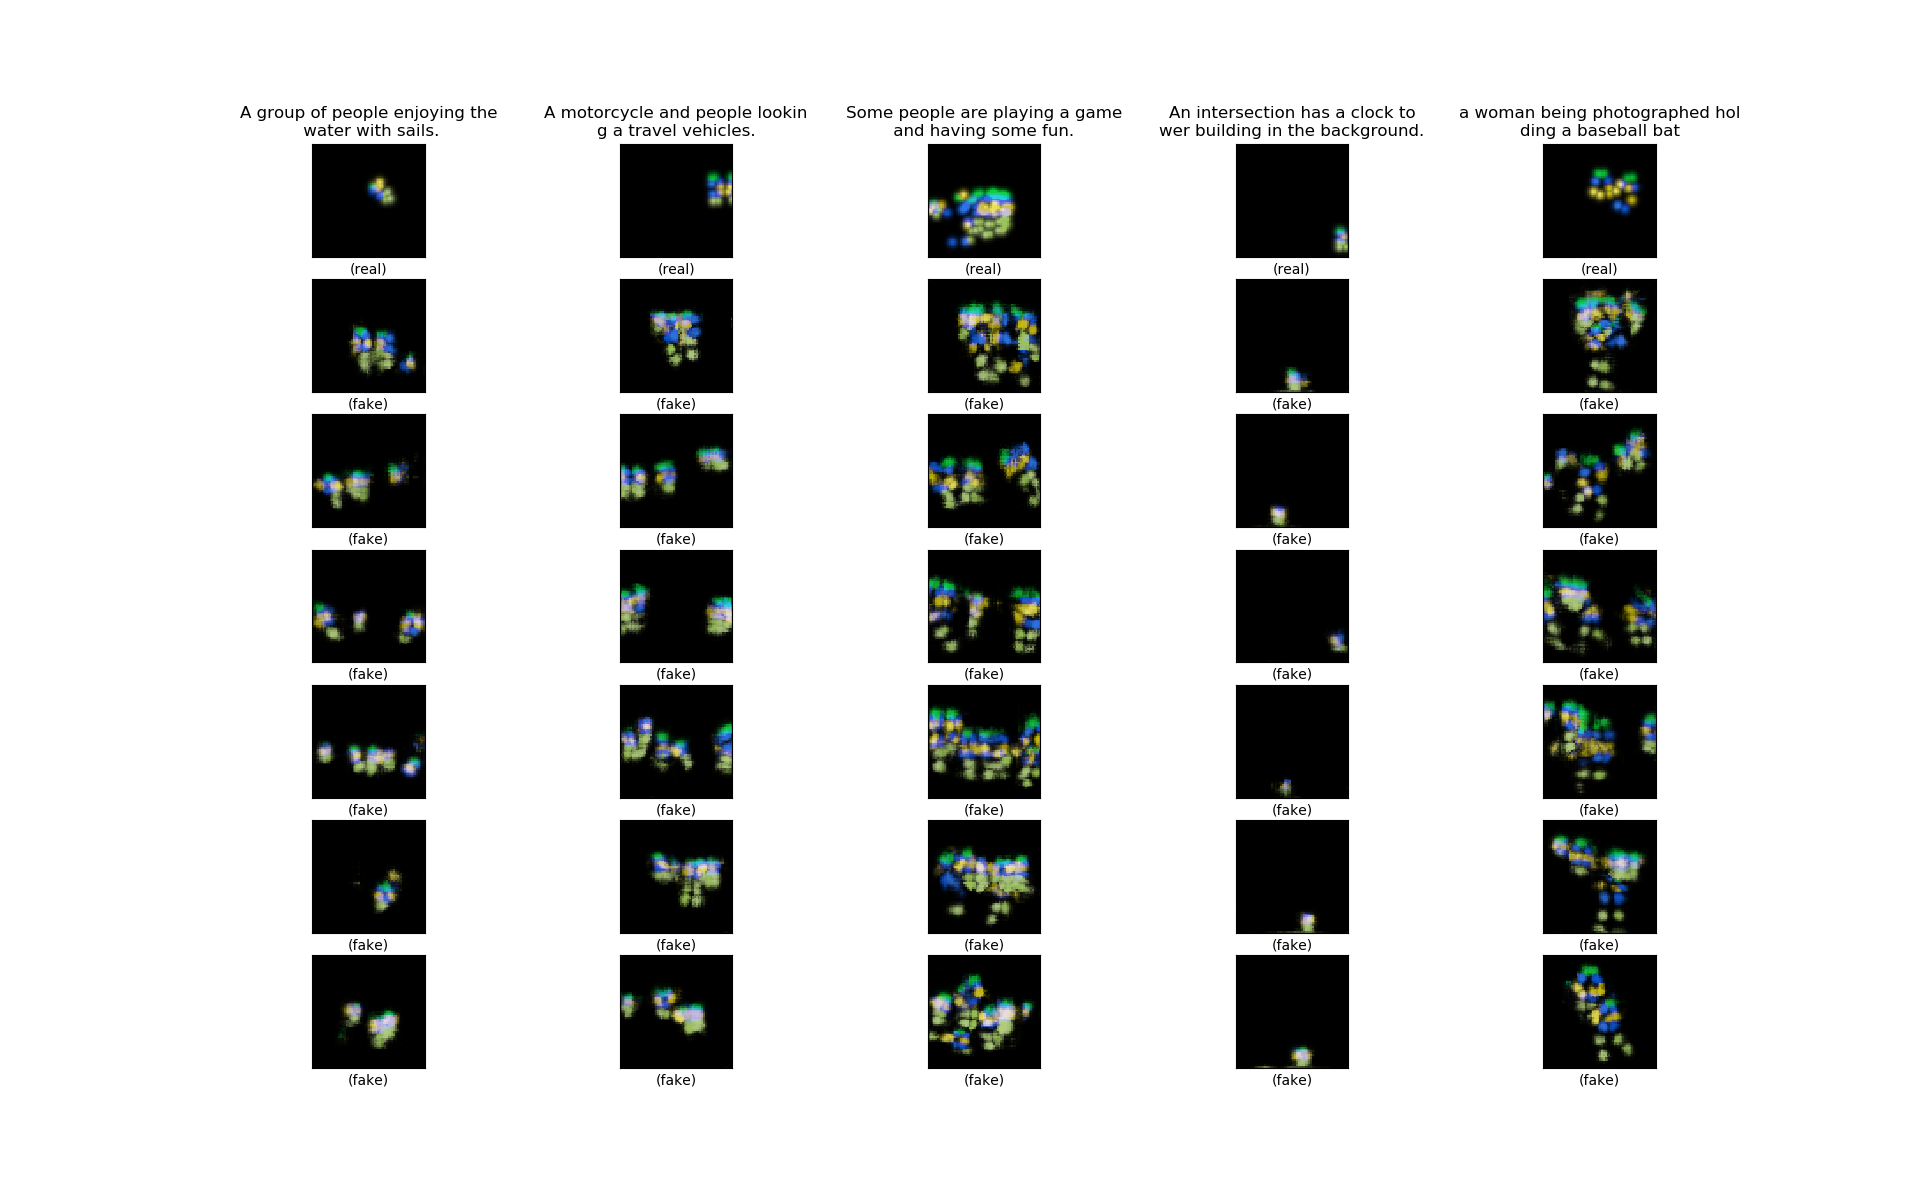 A group of people enjoying the
water with sails.
A motorcycle and people lookin
g a travel vehicles.
Some people are playing a game
and having some fun.
An intersection has a clock to
wer building in the background.
a woman being photographed hol
ding a baseball bat
(real) (real) (real) (real) (real)
(fake) (fake) (fake) (fake) (fake)
(fake) (fake) (fake) (fake) (fake)
(fake) (fake) (fake) (fake) (fake)
(fake) (fake) (fake) (fake) (fake)
(fake) (fake) (fake) (fake) (fake)
(fake) (fake) (fake) (fake) (fake)